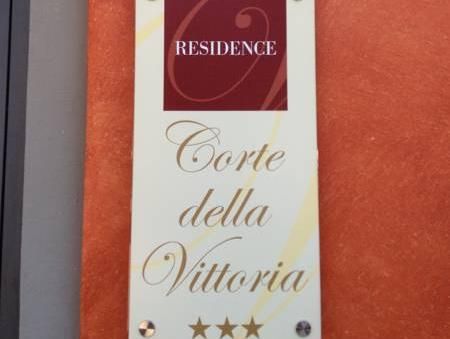 RESIDENCE
Corte
della
Vittoria
★★★